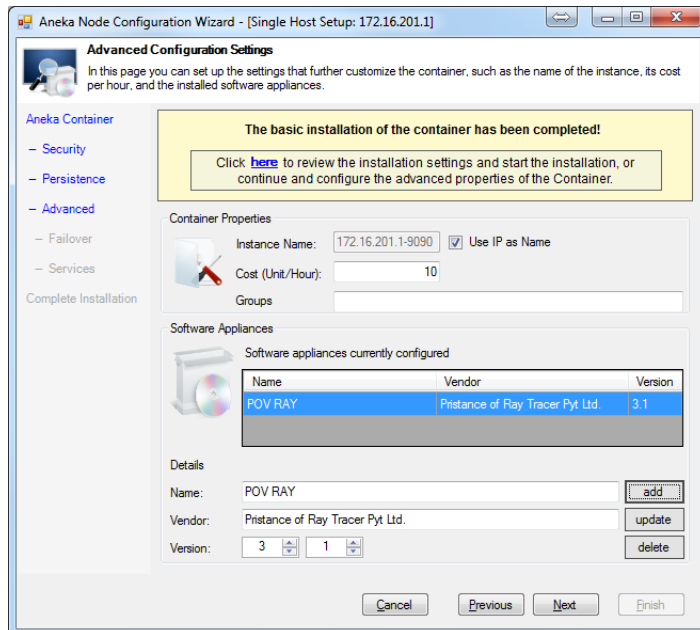 Aneka Node Configuration Wizard - [Single Host Setup: 172.16.201.1]
Advanced Configuration Settings
In this page you can set up the settings that further customize the container, such as the name of the instance, its cost
per hour, and the installed software appliances.
Aneka Container
– Security
– Persistence
– Advanced
– Failover
– Services
Complete Installation
The basic installation of the container has been completed!
Click here to review the installation settings and start the installation, or
continue and configure the advanced properties of the Container.
Container Properties
Instance Name: 172.16.201.1-9090 Use IP as Name
Cost (Unit/Hour): 10
Groups
Software Appliances
Software appliances currently configured
Name Vendor Version
POV RAY Pristance of Ray Tracer Pyt Ltd. 3.1
Details
Name: POV RAY add
Vendor: Pristance of Ray Tracer Pyt Ltd. update
Version: 3 1 delete
Cancel Previous Next Finish